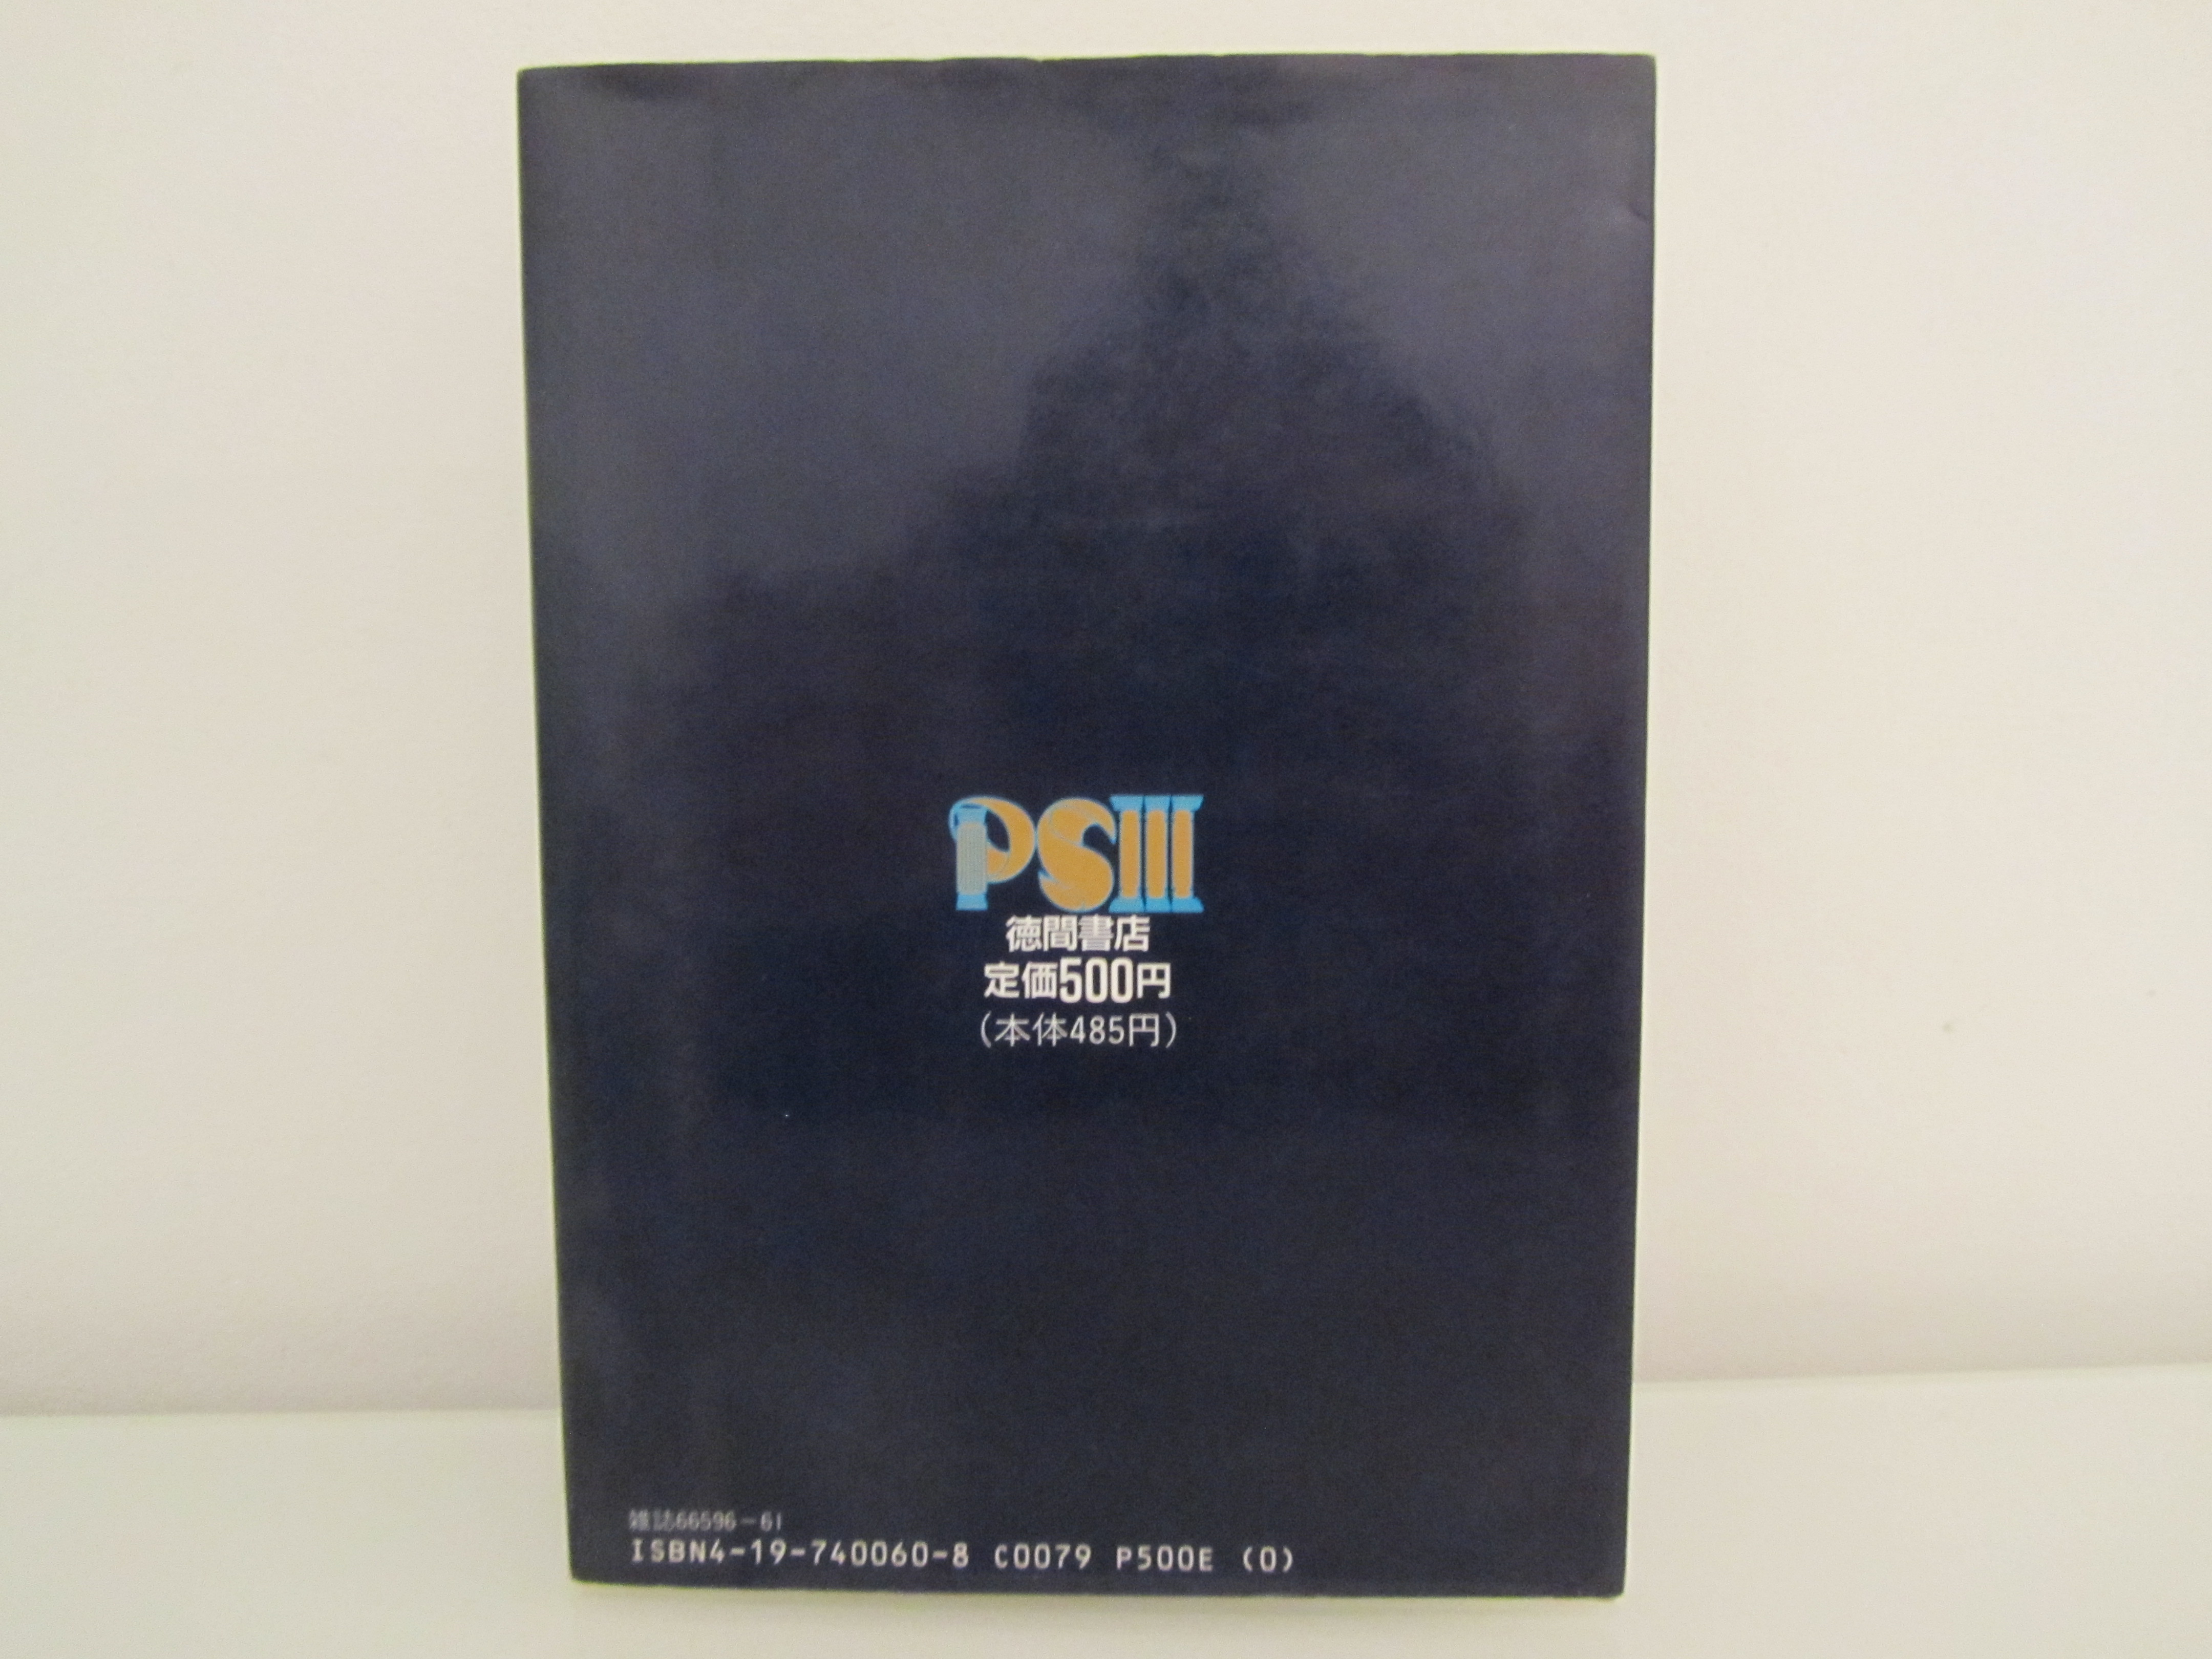 PSIII
徳間書店
定価500円
(本体485円)
雑誌66596-61
ISBN4-19-740060-8 C0079 P500E (0)